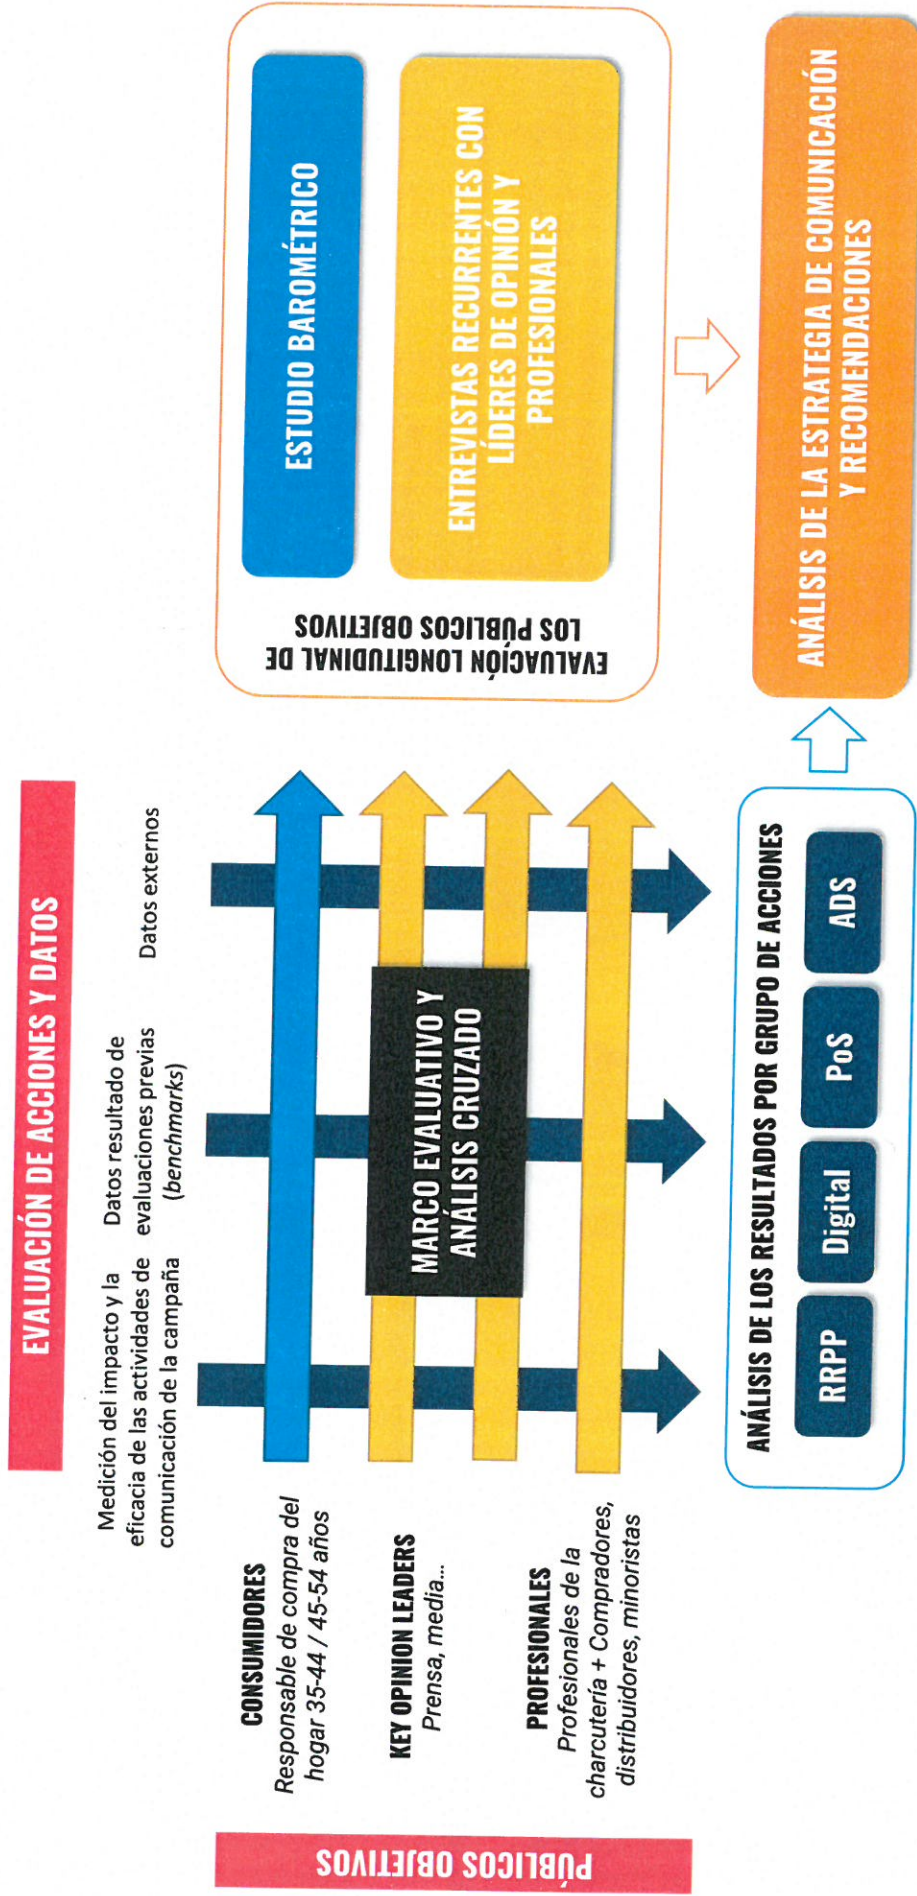 EVALUACIÓN DE ACCIONES Y DATOS
Medición del impacto y la
eficacia de las actividades de
comunicación de la campaña
Datos resultado de
evaluaciones previas
(benchmarks)
Datos externos
PÚBLICOS OBJETIVOS
CONSUMIDORES
Responsable de compra del
hogar 35-44 / 45-54 años
KEY OPINION LEADERS
Prensa, media...
PROFESIONALES
Profesionales de la
charcutería + Compradores,
distribuidores, minoristas
MARCO EVALUATIVO Y
ANÁLISIS CRUZADO
EVALUACIÓN LONGITUDINAL DE
LOS PÚBLICOS OBJETIVOS
ESTUDIO BAROMÉTRICO
ENTREVISTAS RECURRENTES CON
LÍDERES DE OPINIÓN Y
PROFESIONALES
ANÁLISIS DE LOS RESULTADOS POR GRUPO DE ACCIONES
RRPP
Digital
PoS
ADS
ANÁLISIS DE LA ESTRATEGIA DE COMUNICACIÓN
Y RECOMENDACIONES